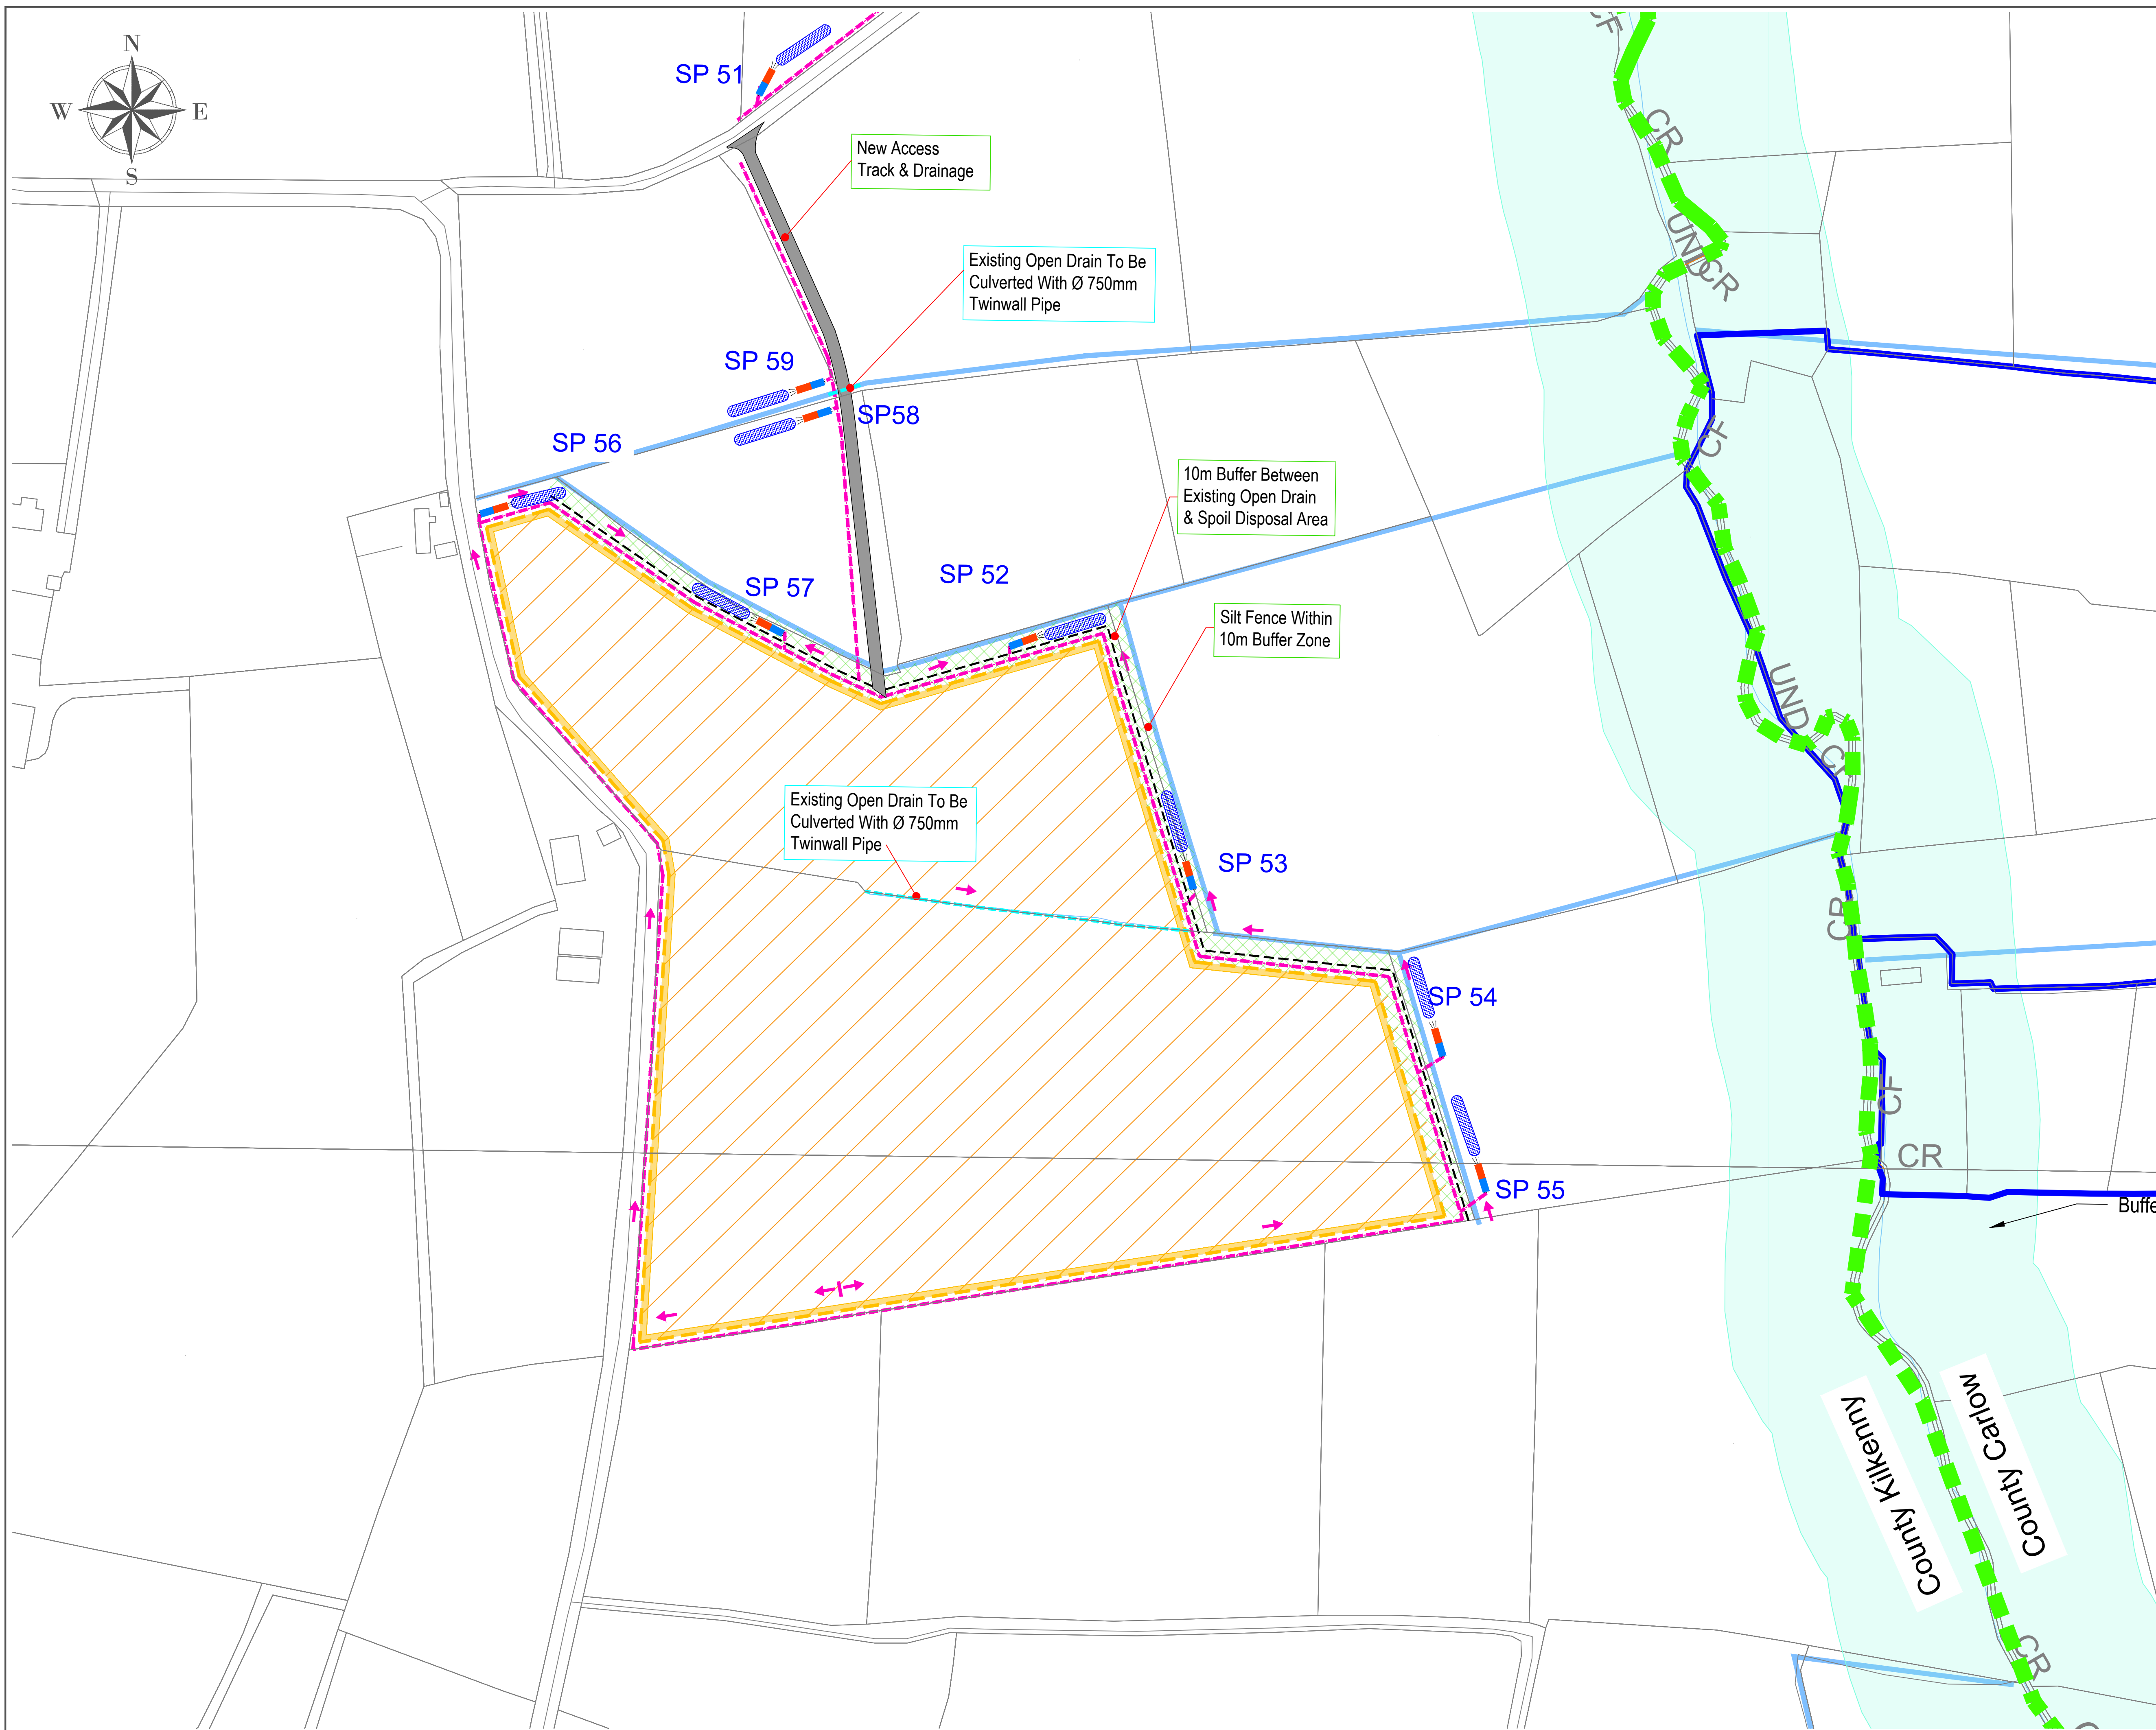 N
W E
S
SP 51
New Access
Track & Drainage
Existing Open Drain To Be
Culverted With Ø 750mm
Twinwall Pipe
SP 59
SP58
SP 56
10m Buffer Between
Existing Open Drain
& Spoil Disposal Area
SP 57
SP 52
Silt Fence Within
10m Buffer Zone
Existing Open Drain To Be
Culverted With Ø 750mm
Twinwall Pipe
SP 53
SP 54
SP 55
CF
CR
UND
CR
CF
UND
CR
CF
CR
County Kilkenny
County Carlow
CR